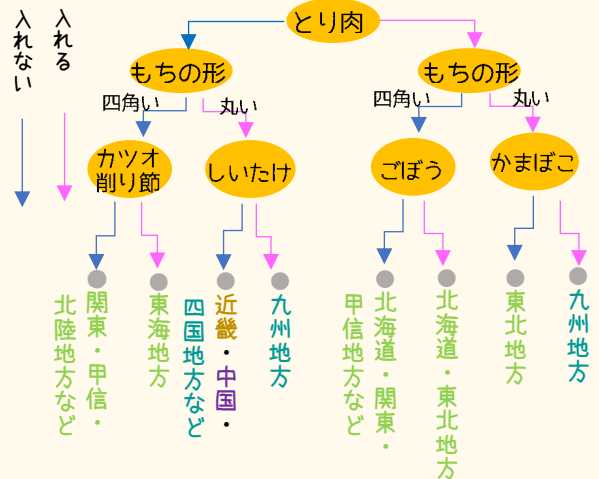 入れる
入れない
とり肉
もちの形
もちの形
四角い
丸い
四角い
丸い
カツオ
削り節
しいたけ
ごぼう
かまぼこ
関東・甲信・
北陸地方など
東海地方
近畿・中国・
四国地方など
九州地方
北海道・関東・
甲信地方など
北海道・東北地方
東北地方
九州地方